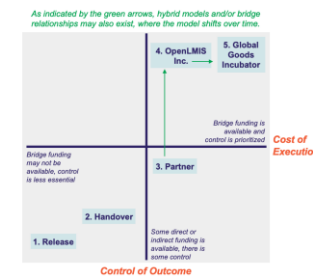 As indicated by the green arrows, hybrid models and/or bridge
relationships may also exist, where the model shifts over time.
4. OpenLMIS
Inc.
5. Global
Goods
Incubator
Bridge funding is
available and
control is prioritized
Cost of
Executio
Bridge funding
may not be
available, control
is less essential
3. Partner
2. Handover
1. Release
Some direct or
indirect funding is
available, there is
some control
Control of Outcome